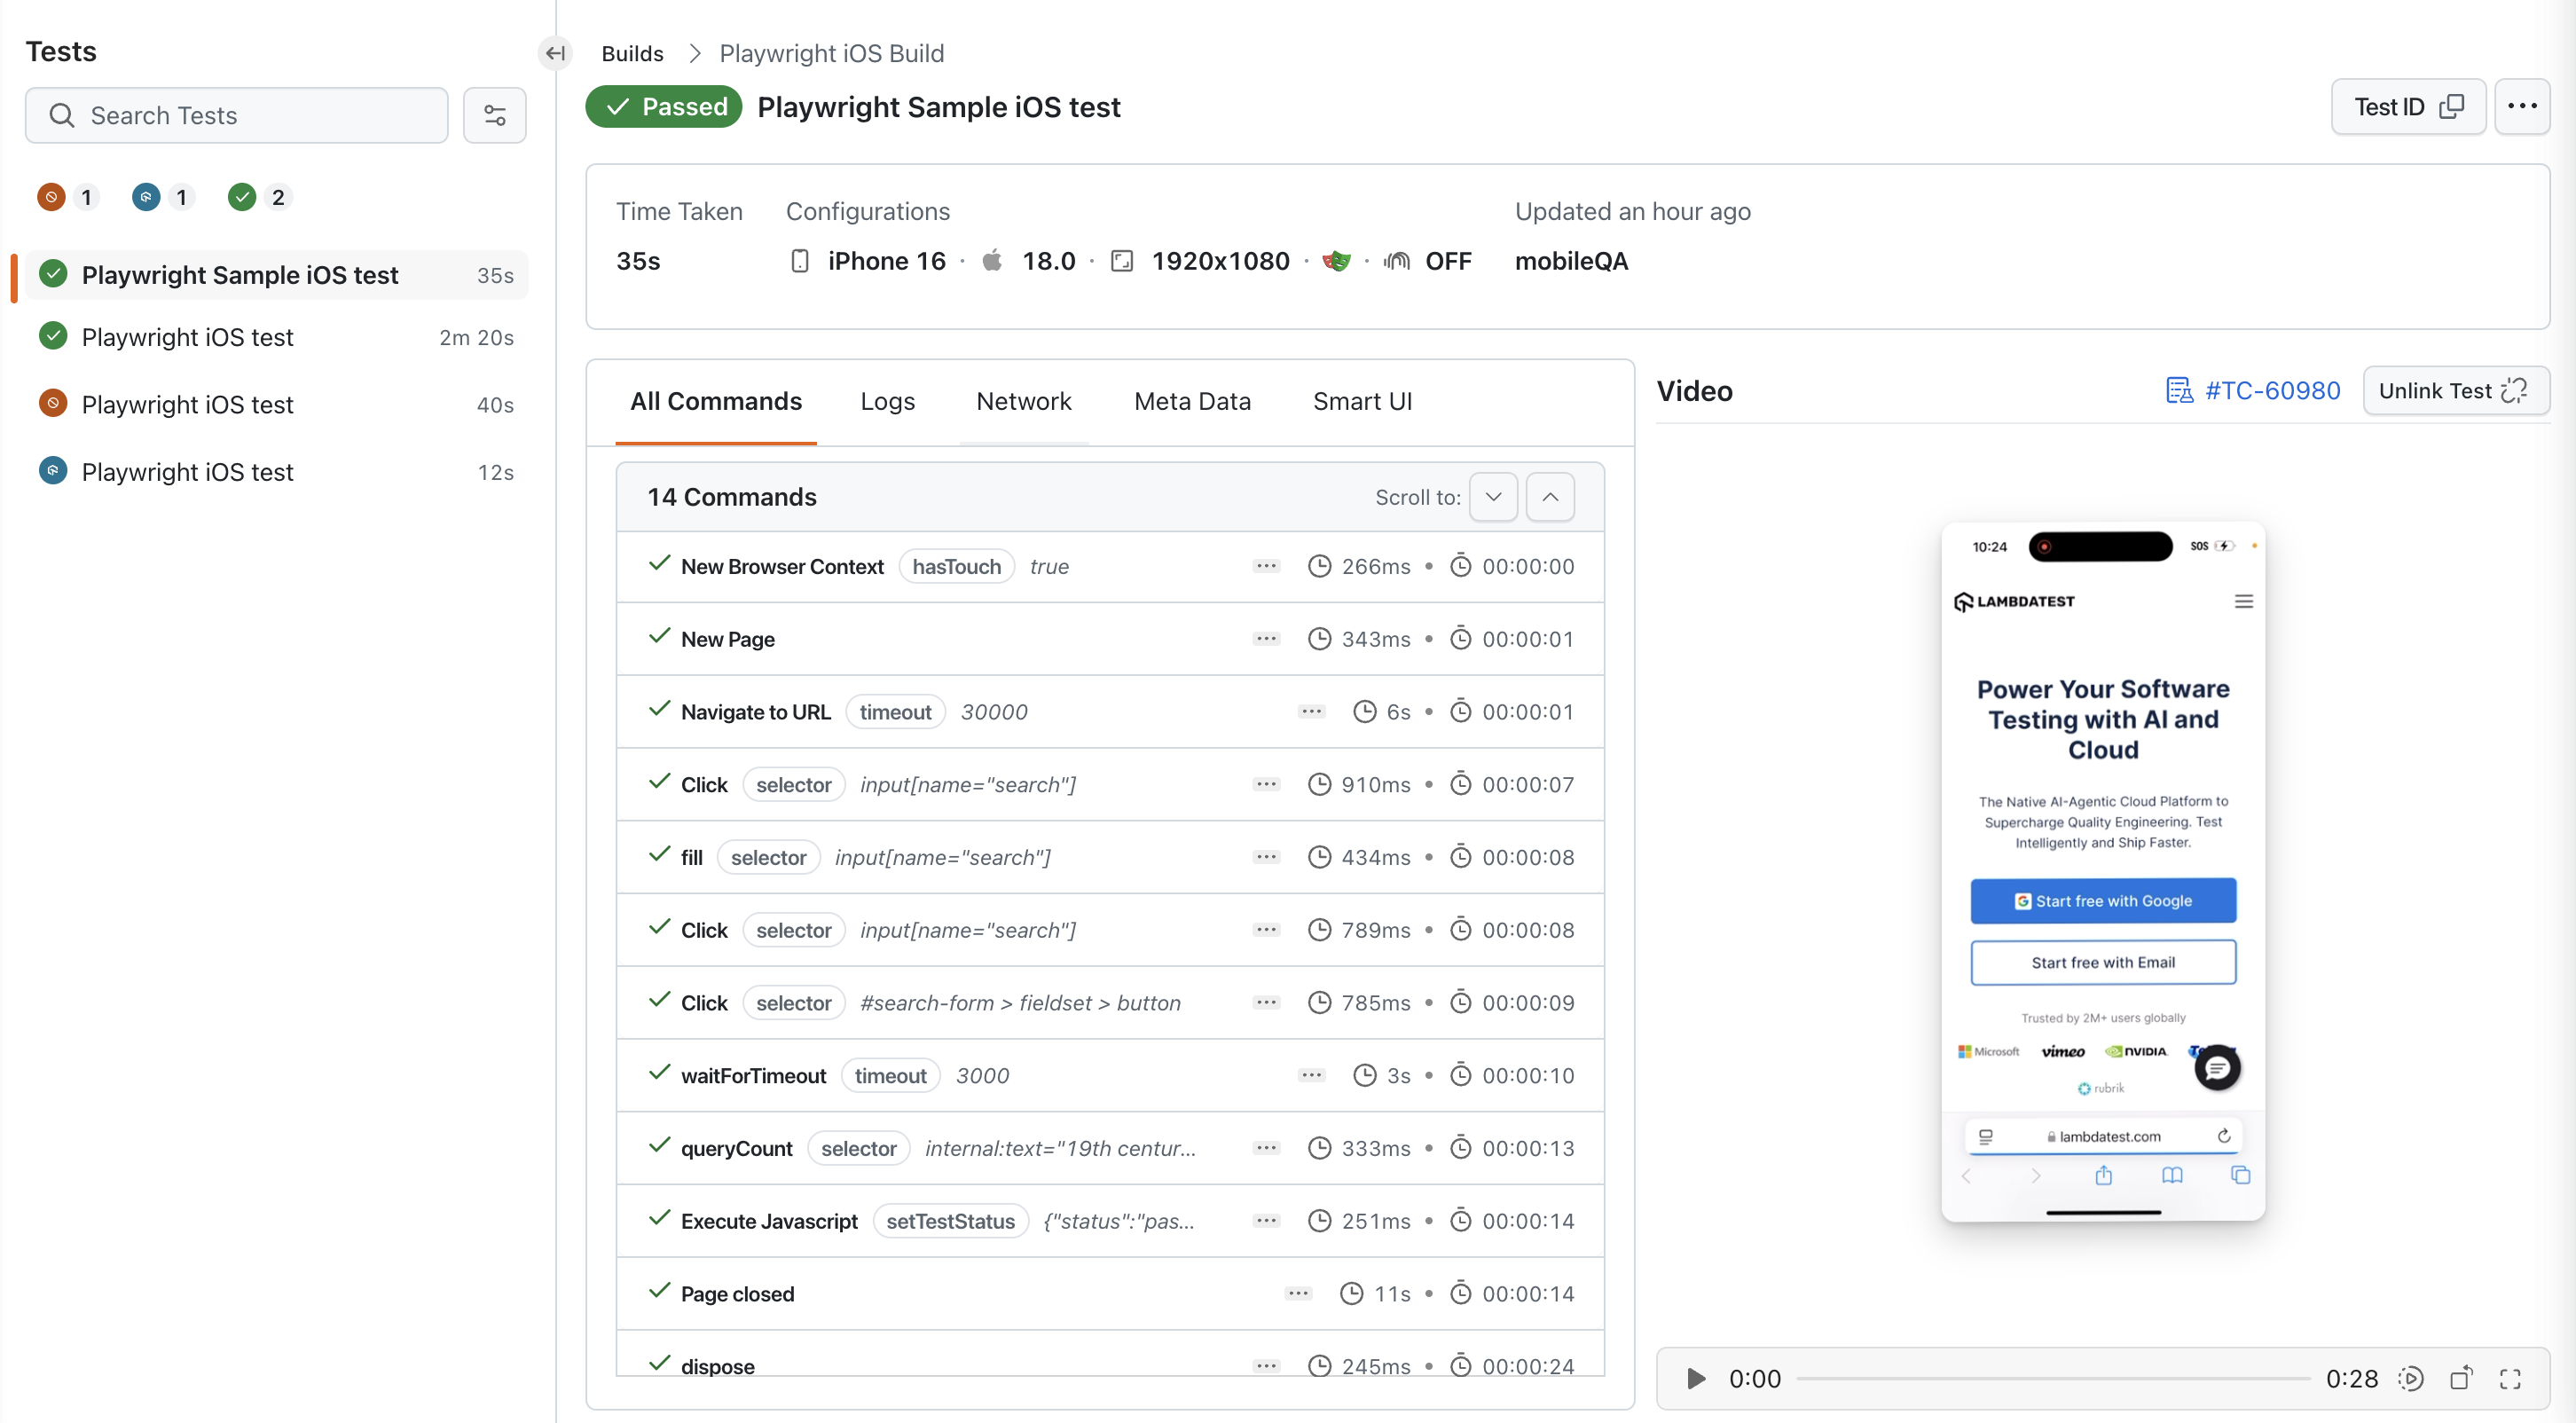 Tests
Search Tests
1 1 2
Playwright Sample iOS test 35s
Playwright iOS test 2m 20s
Playwright iOS test 40s
Playwright iOS test 12s
Builds > Playwright iOS Build
Passed Playwright Sample iOS test
Test ID
Time Taken Configurations Updated an hour ago
35s iPhone 16 · 18.0 · 1920x1080 · · OFF mobileQA
All Commands Logs Network Meta Data Smart UI
14 Commands Scroll to:
New Browser Context hasTouch true ... 266ms • 00:00:00
New Page ... 343ms • 00:00:01
Navigate to URL timeout 30000 ... 6s • 00:00:01
Click selector input[name="search"] ... 910ms • 00:00:07
fill selector input[name="search"] ... 434ms • 00:00:08
Click selector input[name="search"] ... 789ms • 00:00:08
Click selector #search-form > fieldset > button ... 785ms • 00:00:09
waitForTimeout timeout 3000 ... 3s • 00:00:10
queryCount selector internal:text="19th centur... ... 333ms • 00:00:13
Execute Javascript setTestStatus {"status":"pas... ... 251ms • 00:00:14
Page closed ... 11s • 00:00:14
dispose ... 245ms • 00:00:24
Video #TC-60980 Unlink Test
10:24 SOS
LAMBDATEST
Power Your Software
Testing with AI and
Cloud
The Native AI-Agentic Cloud Platform to
Supercharge Quality Engineering. Test
Intelligently and Ship Faster.
Start free with Google
Start free with Email
Trusted by 2M+ users globally
Microsoft vimeo NVIDIA
rubrik
lambdatest.com
0:00 0:28